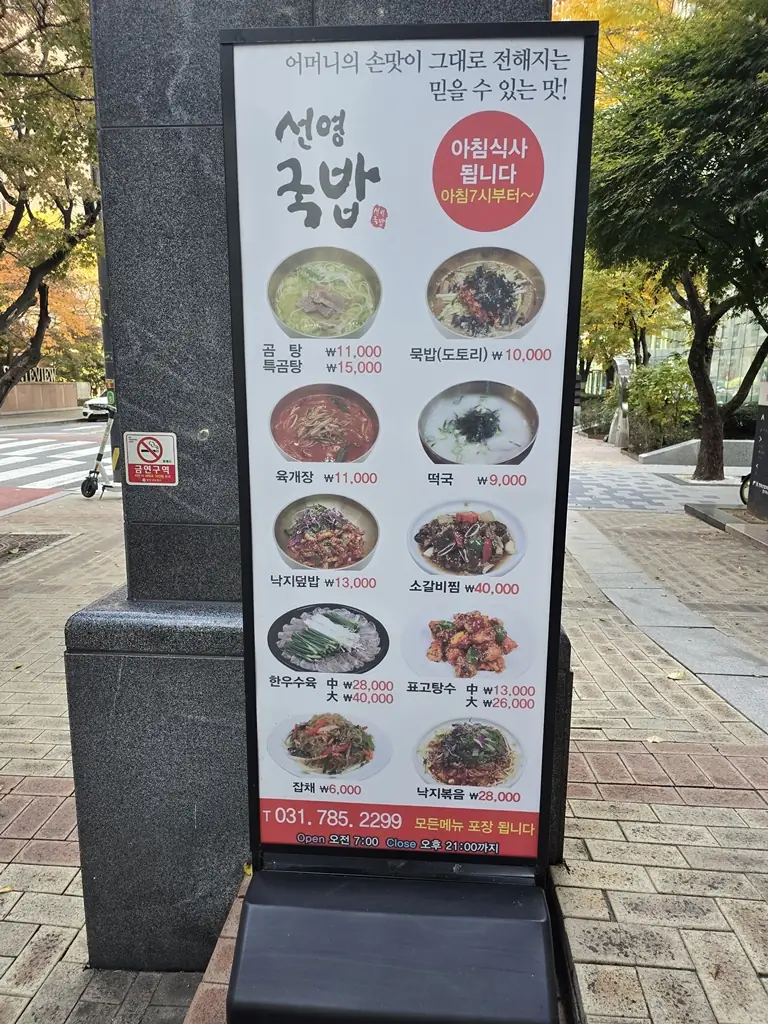 어머니의 손맛이 그대로 전해지는
믿을 수 있는 맛!
선영
국밥
아침식사
됩니다
아침7시부터~
곰 탕 ₩11,000
특곰탕 ₩15,000
묵밥(도토리) ₩10,000
육개장 ₩11,000
떡국 ₩9,000
낙지덮밥 ₩13,000
소갈비찜 ₩40,000
한우수육 中 ₩28,000
大 ₩40,000
표고탕수 中 ₩13,000
大 ₩26,000
잡채 ₩6,000
낙지볶음 ₩28,000
T 031. 785. 2299 모든메뉴 포장 됩니다
Open 오전 7:00 Close 오후 21:00까지
금연구역